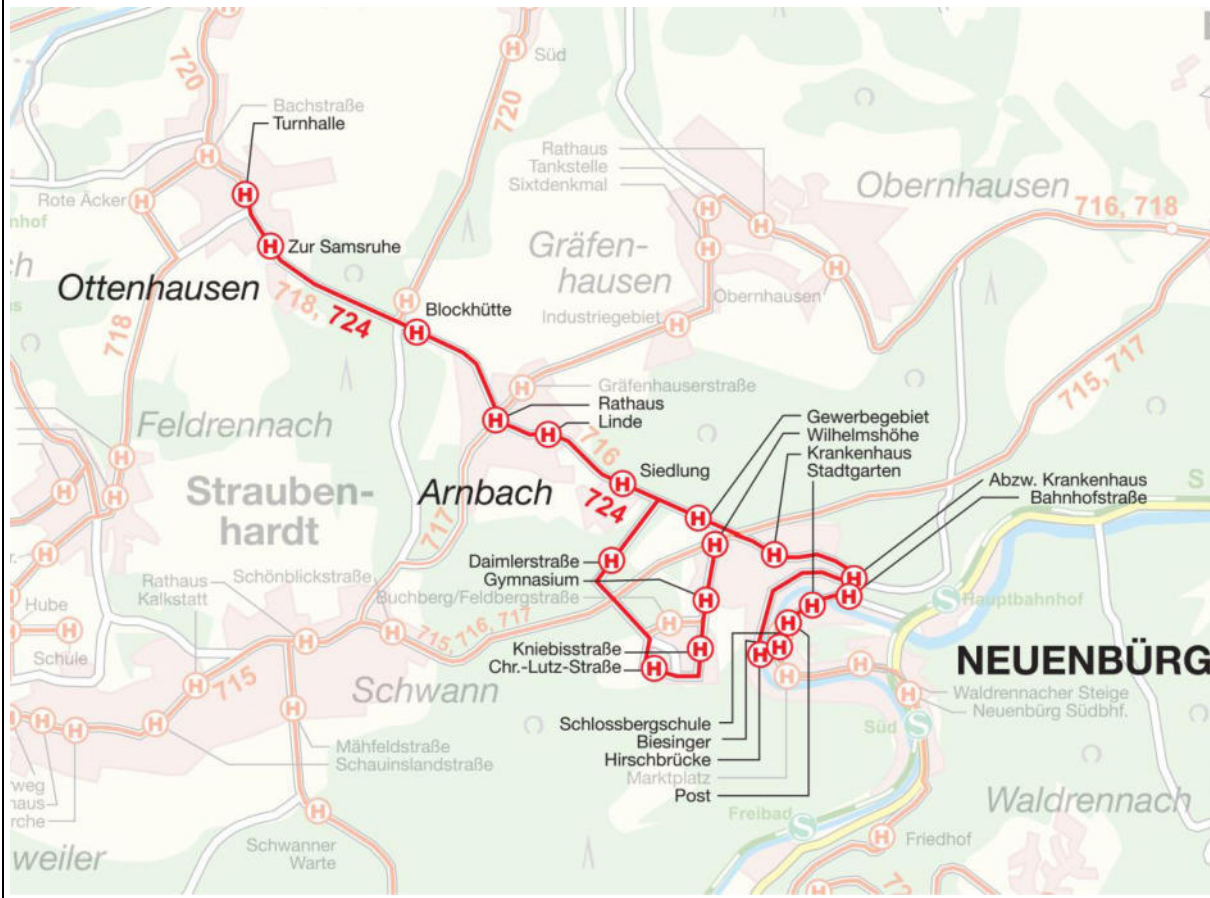 720
Süd
Bachstraße
Turnhalle
720
Rathaus
Tankstelle
Sixtdenkmal
Obernhausen
Rote Äcker
716, 718
Zur Samsruhe
Gräfen-
hausen
Ottenhausen
718, 724
Blockhütte
Obernhausen
Industriegebiet
718
715, 717
Gräfenhauserstraße
Rathaus
Linde
Feldrennach
716
Gewerbegebiet
Wilhelmshöhe
Krankenhaus
Stadtgarten
Siedlung
Abzw. Krankenhaus
Bahnhofstraße
S
Arnbach
724
Strauben-
hardt
717
Daimlerstraße
Gymnasium
Buchberg/Feldbergstraße
Rathaus
Kalkstatt
Schönblickstraße
Hube
Schule
Hauptbahnhof
715, 716, 717
Kniebisstraße
Chr.-Lutz-Straße
NEUENBÜRG
715
Schwann
Waldrennacher Steige
Neuenbürg Südbhf.
Schlossbergschule
Biesinger
Hirschbrücke
Marktplatz
Post
Süd
Mähfeldstraße
Schauinslandstraße
Waldrennach
Freibad
Friedhof
Schwanner
Warte
weiler